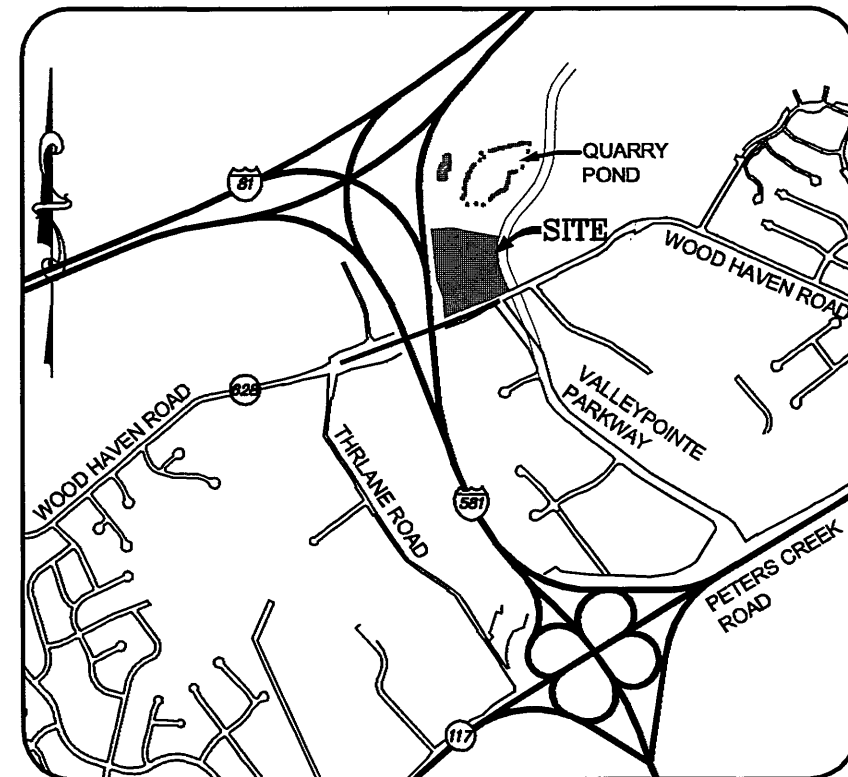 QUARRY
POND
81
SITE
WOOD HAVEN ROAD
VALLEYPOINTE
PARKWAY
628
WOOD HAVEN ROAD
THRLANE ROAD
581
PETERS CREEK
ROAD
117